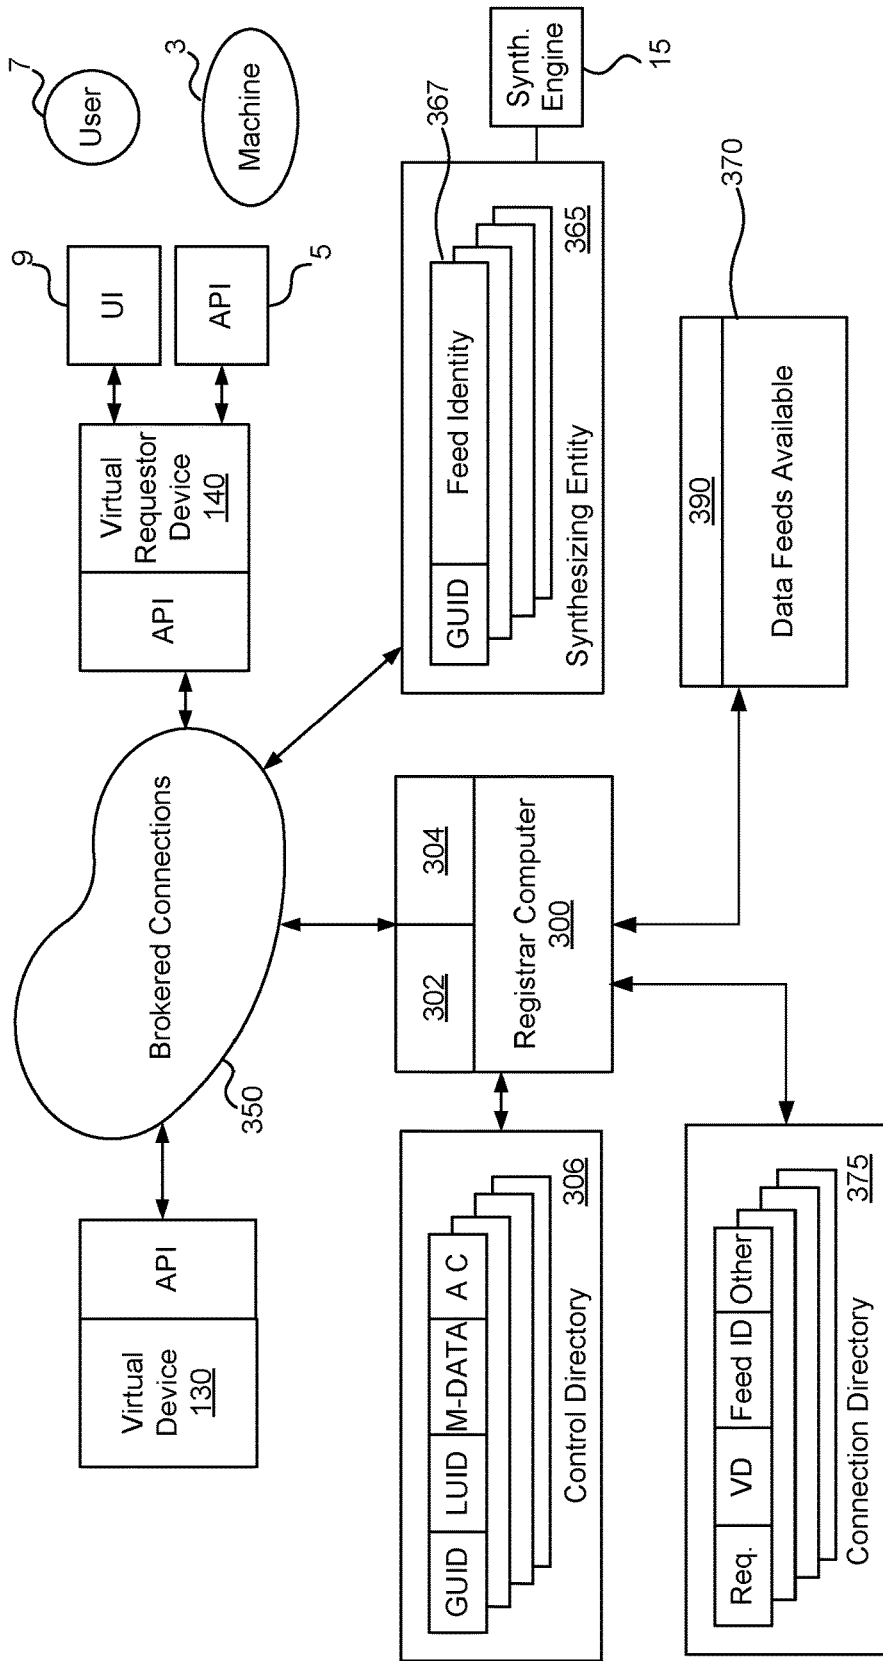 7
User
3
Machine
9
UI
API
5
Virtual
Requestor
Device
140
API
Brokered Connections
350
Virtual
Device
130
API
Synth.
Engine
15
367
GUID
Feed Identity
Synthesizing Entity
365
302
304
Registrar Computer
300
GUID
LUID
M-DATA
A C
Control Directory
306
390
370
Data Feeds Available
Req.
VD
Feed ID
Other
Connection Directory
375